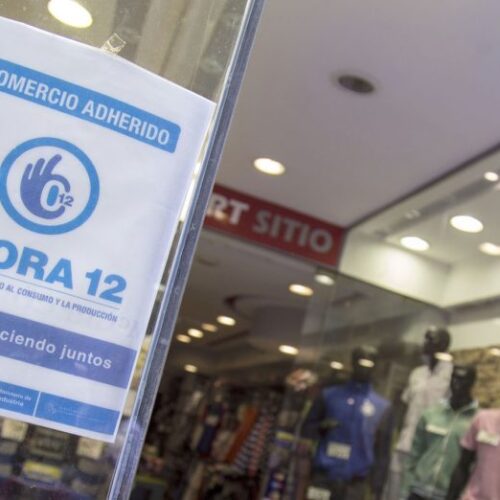 OMERCIO ADHERIDO
12
ORA 12
O AL CONSUMO Y LA PRODUCCIÓN
ciendo juntos
RT SITIO